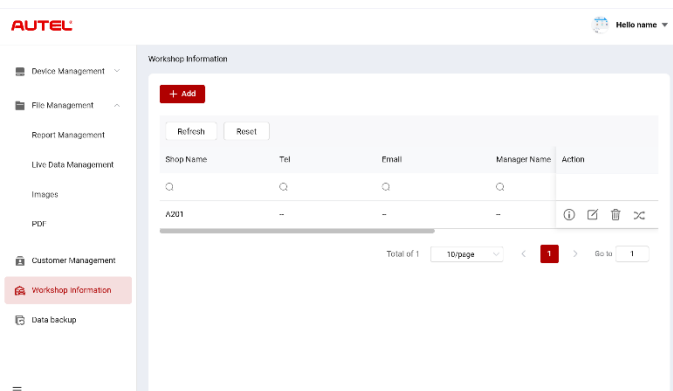 AUTEL
Hello name
Device Management
File Management
Report Management
Live Data Management
Images
PDF
Customer Management
Workshop Information
Data backup
Workshop Information
+ Add
Refresh Reset
Shop Name Tel Email Manager Name Action
A201 -- -- --
Total of 1 10/page < 1 > Go to 1